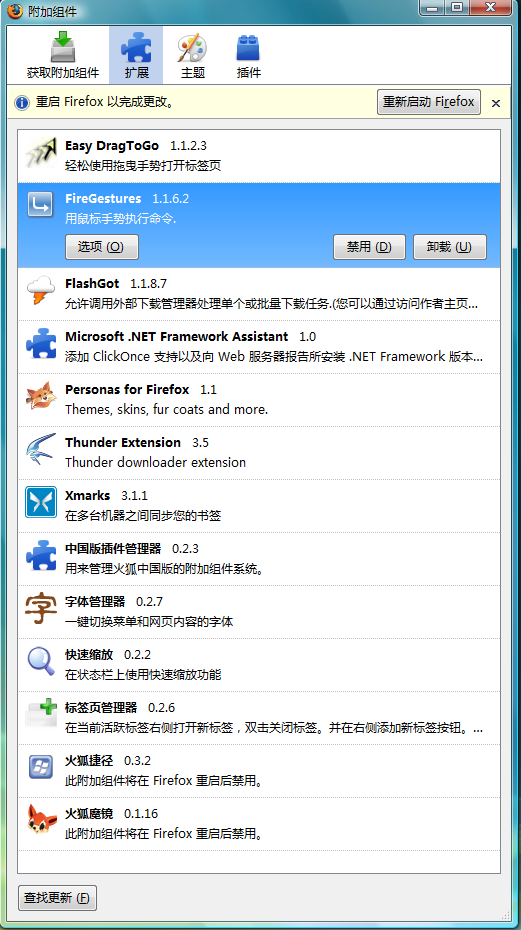 附加组件
获取附加组件 扩展 主题 插件
重启 Firefox 以完成更改。 重新启动 Firefox
Easy DragToGo 1.1.2.3
轻松使用拖曳手势打开标签页
FireGestures 1.1.6.2
用鼠标手势执行命令.
选项 (O) 禁用 (D) 卸载 (U)
FlashGot 1.1.8.7
允许调用外部下载管理器处理单个或批量下载任务.(您可以通过访问作者主页...
Microsoft .NET Framework Assistant 1.0
添加 ClickOnce 支持以及向 Web 服务器报告所安装 .NET Framework 版本...
Personas for Firefox 1.1
Themes, skins, fur coats and more.
Thunder Extension 3.5
Thunder downloader extension
Xmarks 3.1.1
在多台机器之间同步您的书签
中国版插件管理器 0.2.3
用来管理火狐中国版的附加组件系统。
字
字体管理器 0.2.7
一键切换菜单和网页内容的字体
快速缩放 0.2.2
在状态栏上使用快速缩放功能
标签页管理器 0.2.6
在当前活跃标签右侧打开新标签，双击关闭标签。并在右侧添加新标签按钮。...
火狐捷径 0.3.2
此附加组件将在 Firefox 重启后禁用。
火狐魔镜 0.1.16
此附加组件将在 Firefox 重启后禁用。
查找更新 (F)